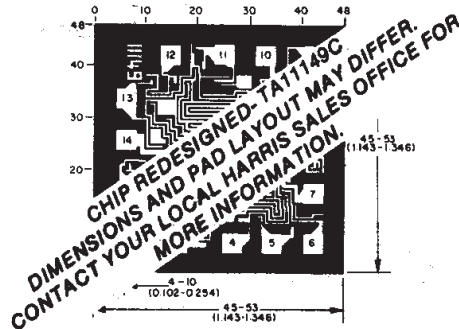 0 10 20 30 40 48
48
40
30
20
12 11 10
13
14
7
4 5 6
CHIP REDESIGNED-TA11149C
DIMENSIONS AND PAD LAYOUT MAY DIFFER.
CONTACT YOUR LOCAL HARRIS SALES OFFICE FOR
MORE INFORMATION.
45-53
(1.143-1.346)
4-10
(0.102-0.254)
45-53
(1.143-1.346)